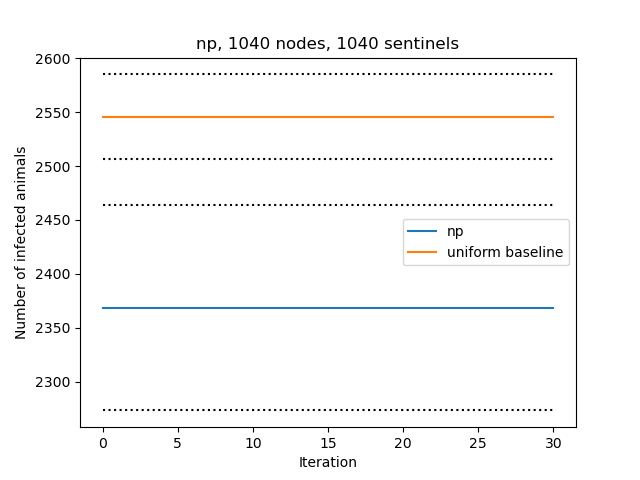 np, 1040 nodes, 1040 sentinels
2600
2550
2500
2450
2400
2350
2300
Number of infected animals
np
uniform baseline
0 5 10 15 20 25 30
Iteration